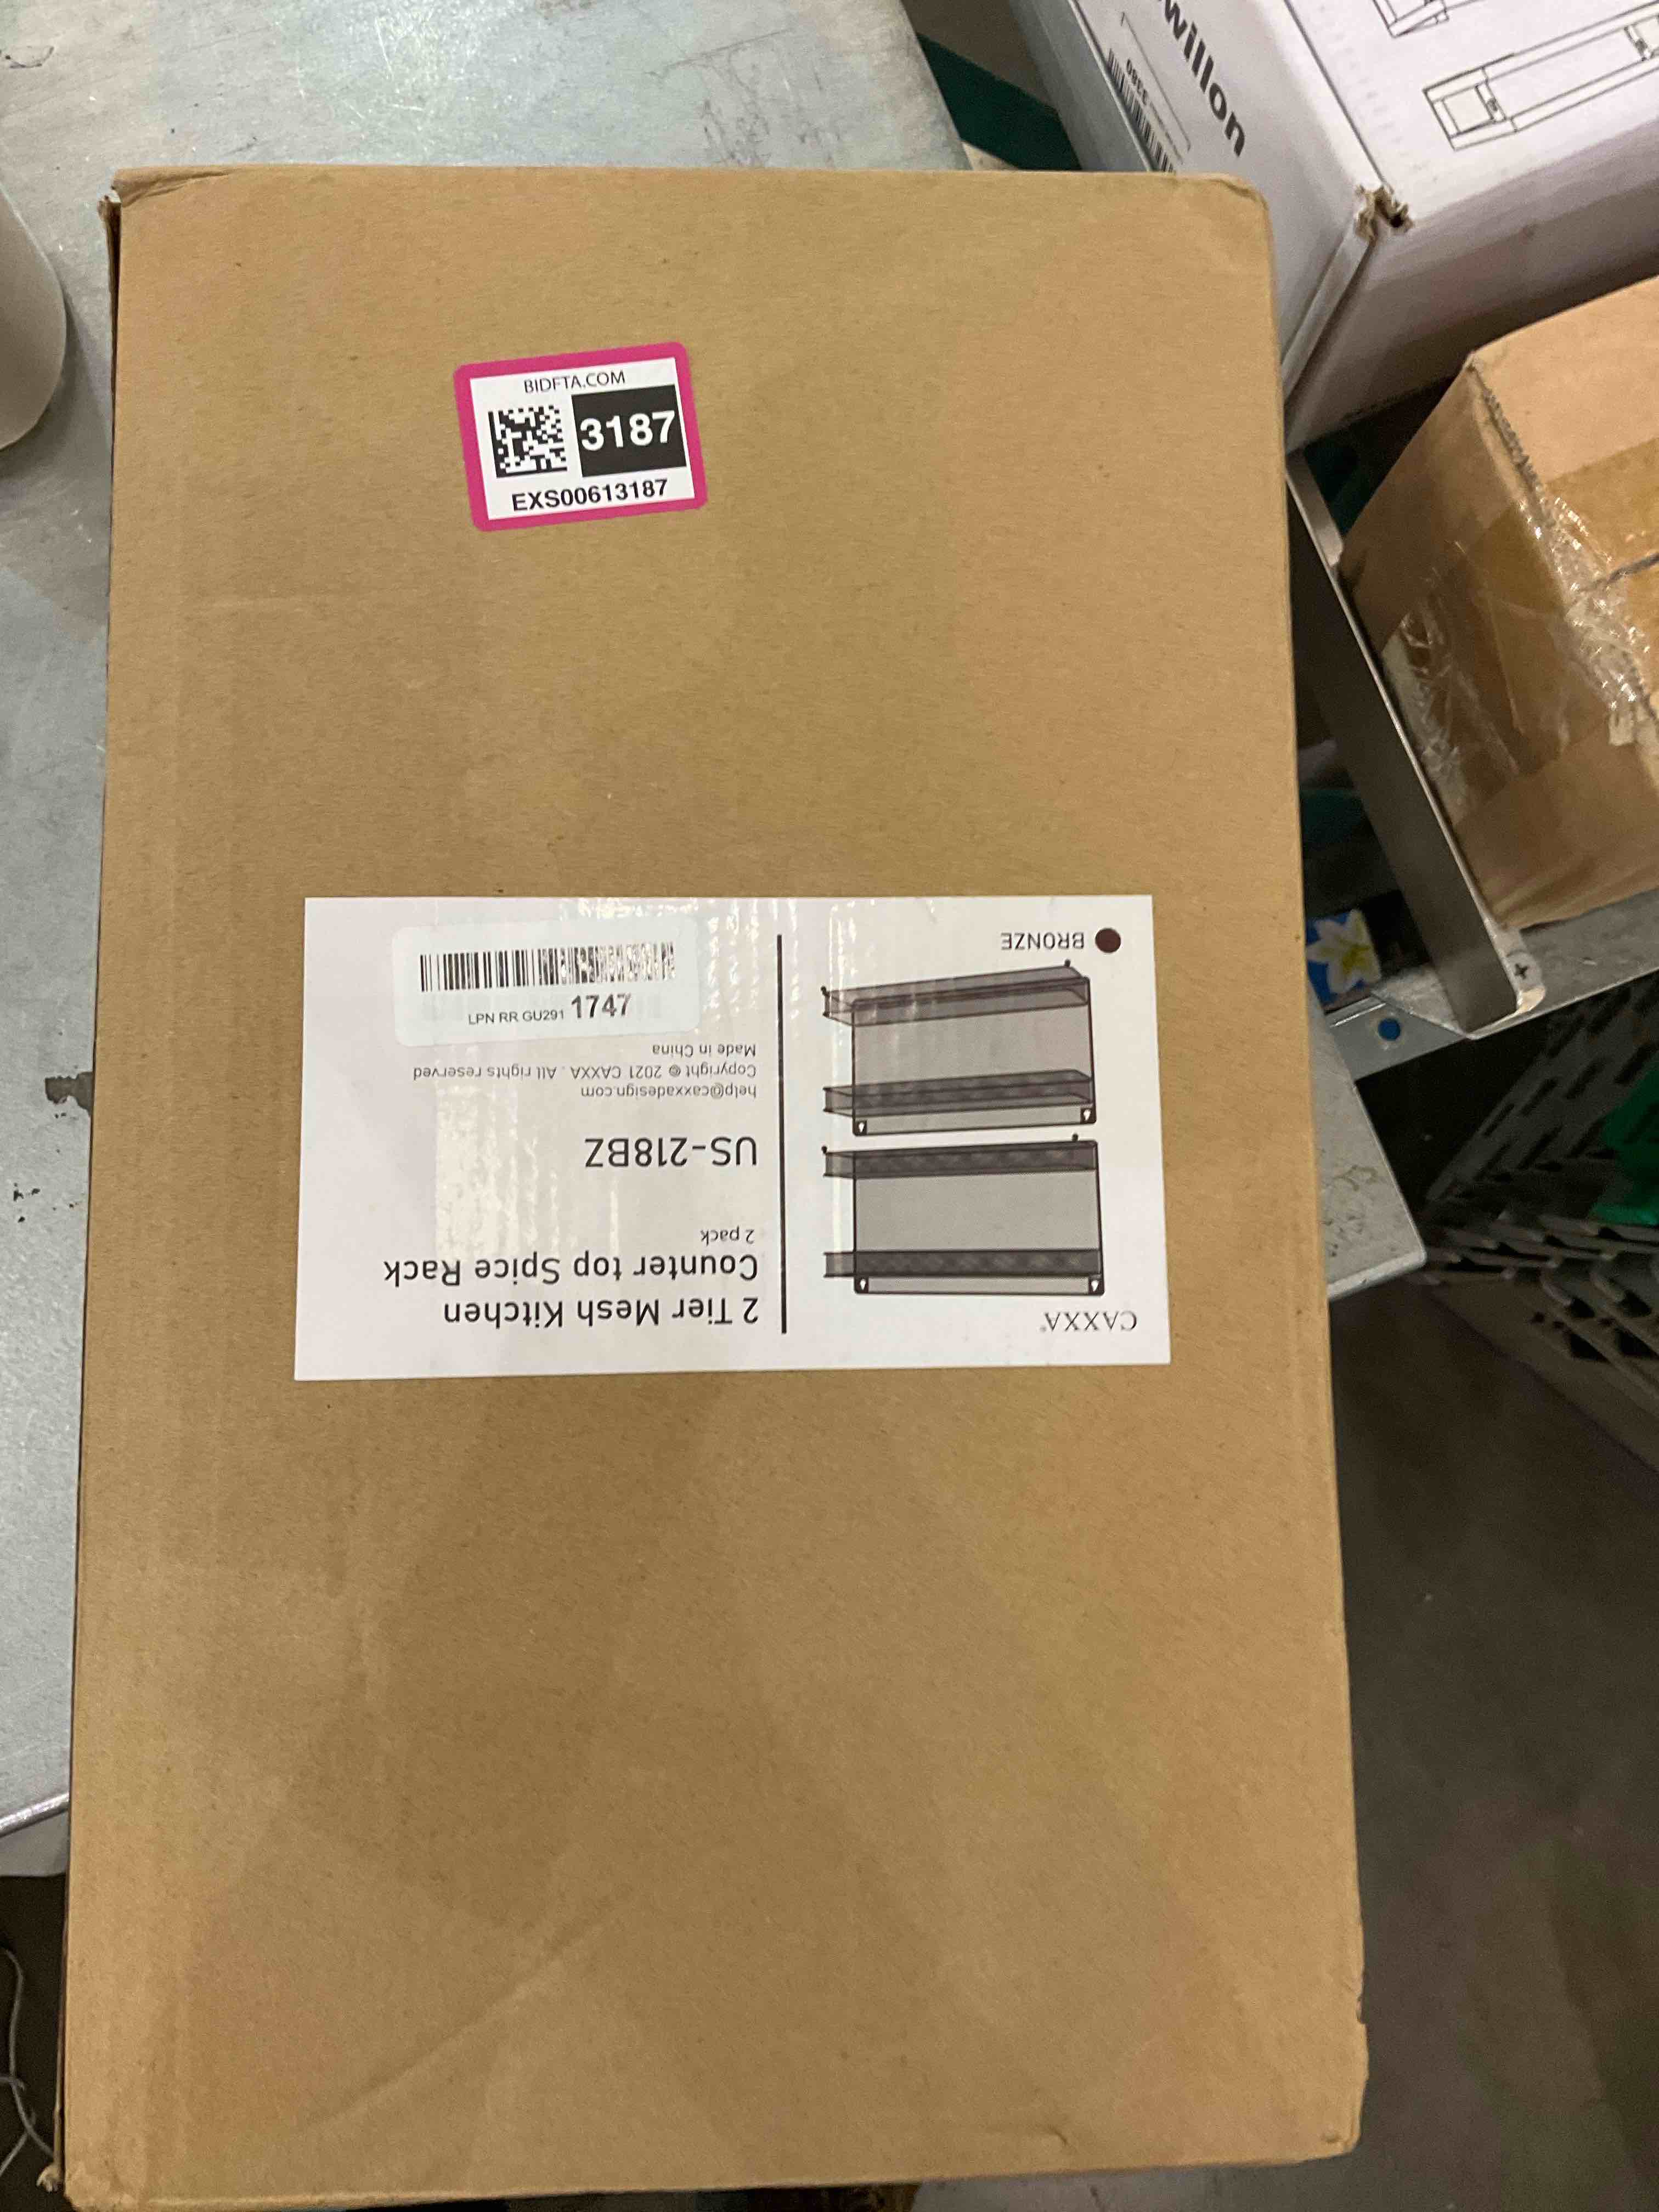 willon
3380
BIDFTA.COM
3187
EXS00613187
CAXXA®
BRONZE
2 Tier Mesh Kitchen
Counter top Spice Rack
2 pack
US-218BZ
help@caxxadesign.com
Copyright © 2021 CAXXA . All rights reserved
Made in China
LPN RR GU291 1747